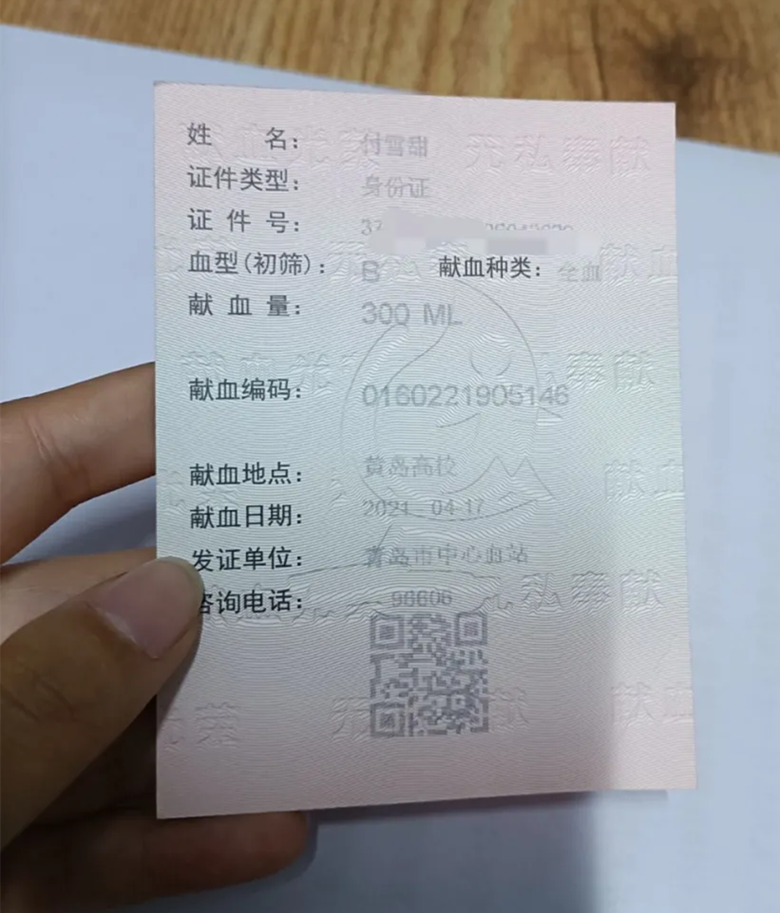 姓 名： 付雪甜
证件类型： 身份证
证 件 号： 37
血型(初筛)： B 献血种类： 全血
献 血 量： 300 ML
献血编码： 0160221905146
献血地点： 黄岛高校
献血日期： 2021-04-17
发证单位： 青岛市中心血站
咨询电话： 96606